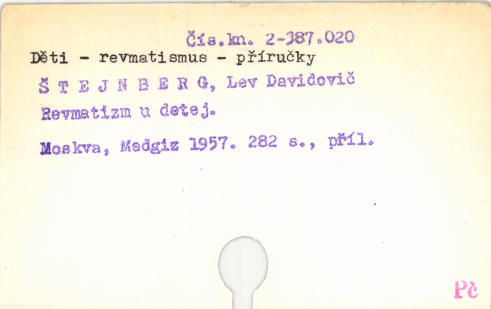 Čís.kn. 2-387.020
Děti - revmatismus - příručky
Š T E J N B E R G, Lev Davidovič
Revmatizm u detej.
Moskva, Medgiz 1957. 282 s., příl.
Pč